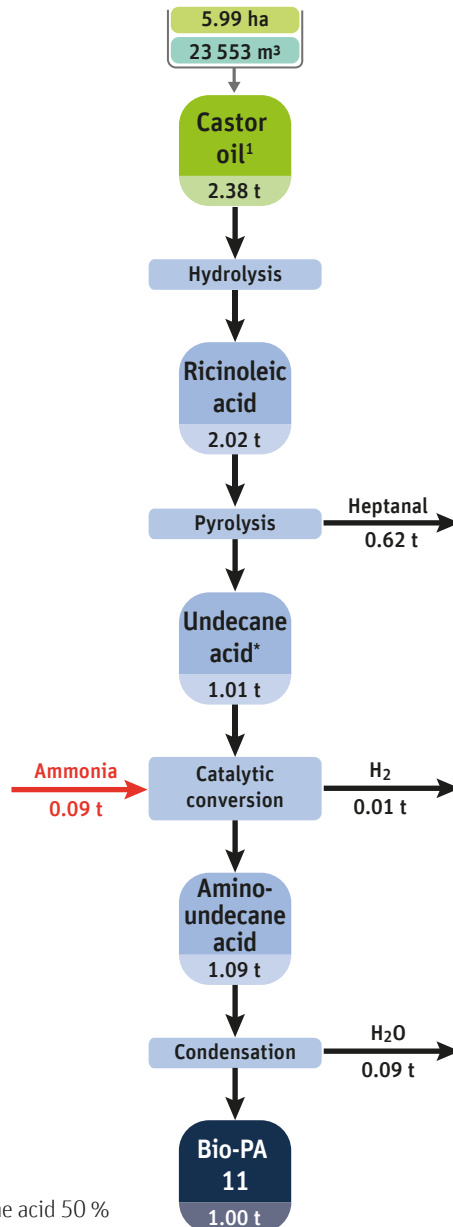 5.99 ha
23 553 m³
Castor
oil¹
2.38 t
Hydrolysis
Ricinoleic
acid
2.02 t
Heptanal
Pyrolysis
0.62 t
Undecane
acid*
1.01 t
Ammonia
0.09 t
Catalytic
conversion
H₂
0.01 t
Amino-
undecane
acid
1.09 t
H₂O
Condensation
0.09 t
Bio-PA
11
1.00 t
acid 50 %